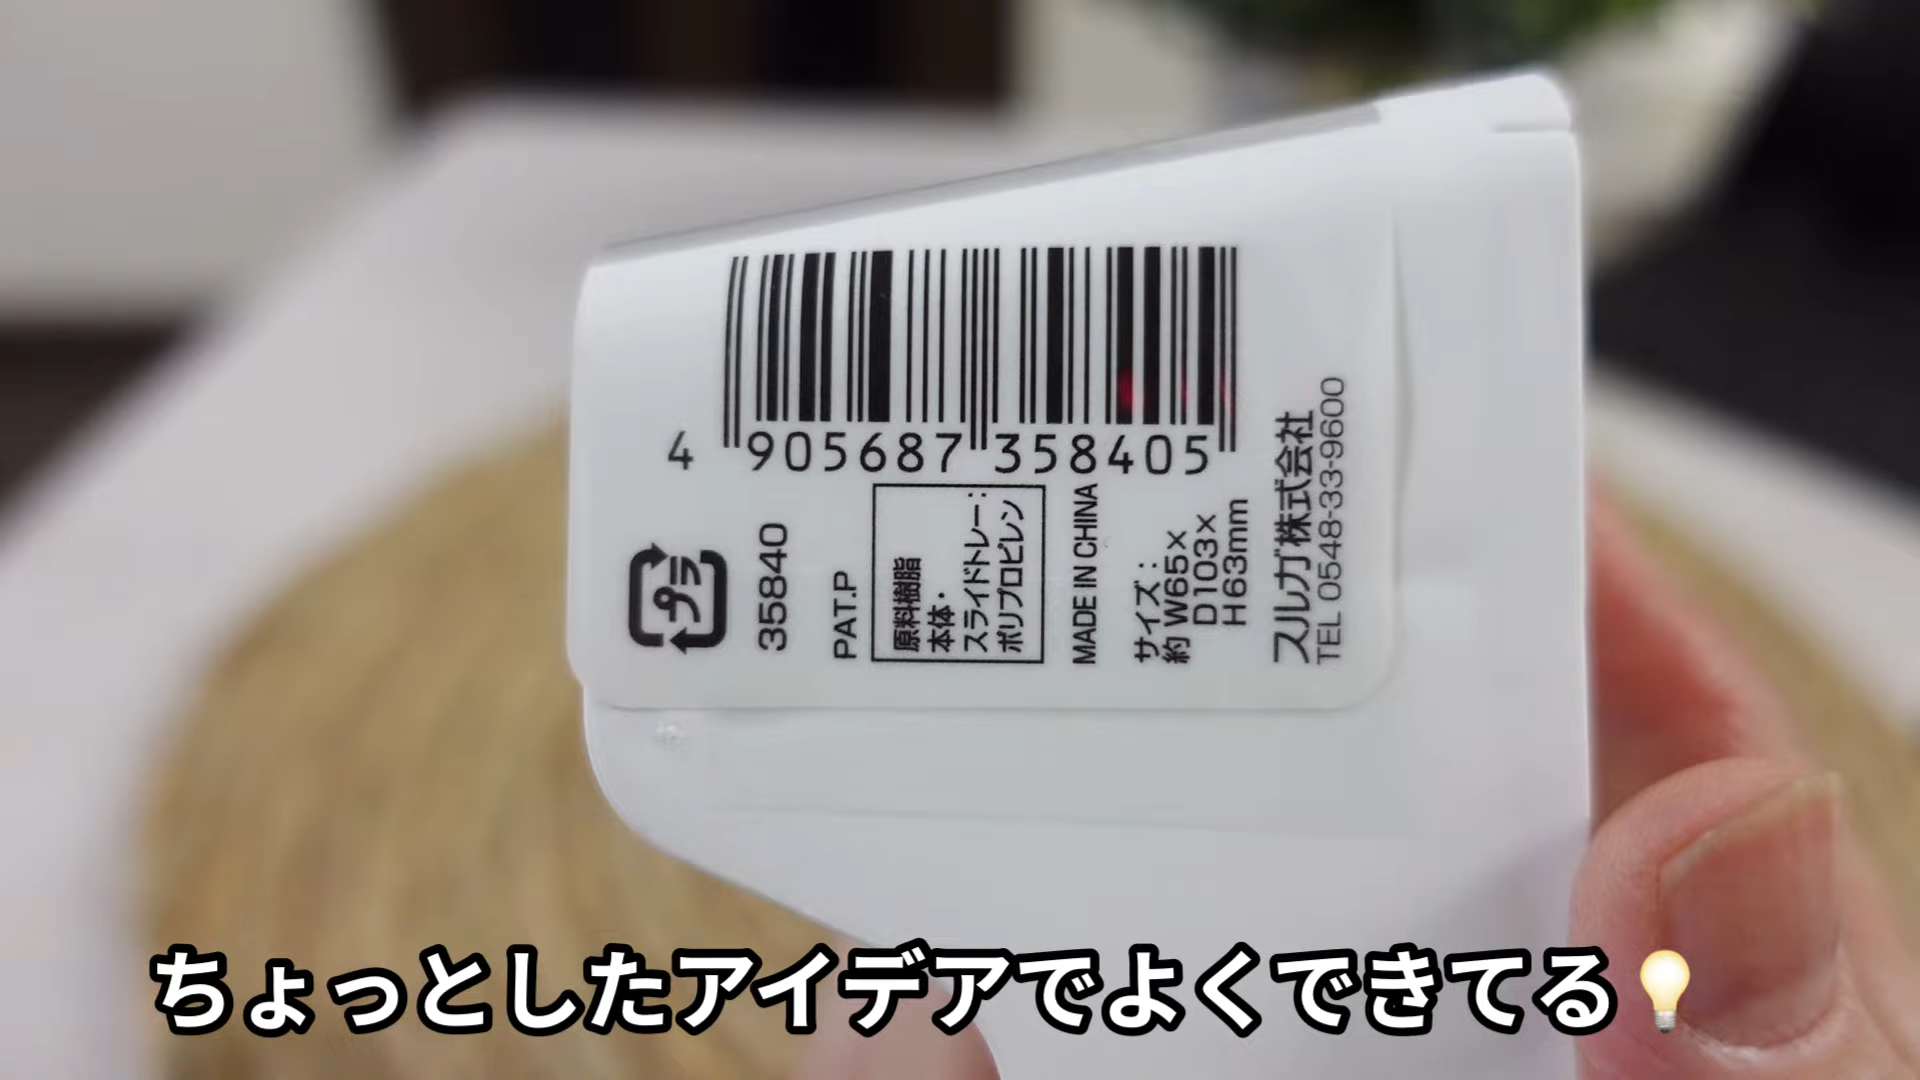 4 905687 358405
プラ
35840
PAT.P
原料樹脂
本体・
スライドトレー：
ポリプロピレン
MADE IN CHINA
サイズ：
約 W65×
D103×
H63mm
スルガ株式会社
TEL 0548-33-9600
ちょっとしたアイデアでよくできてる💡